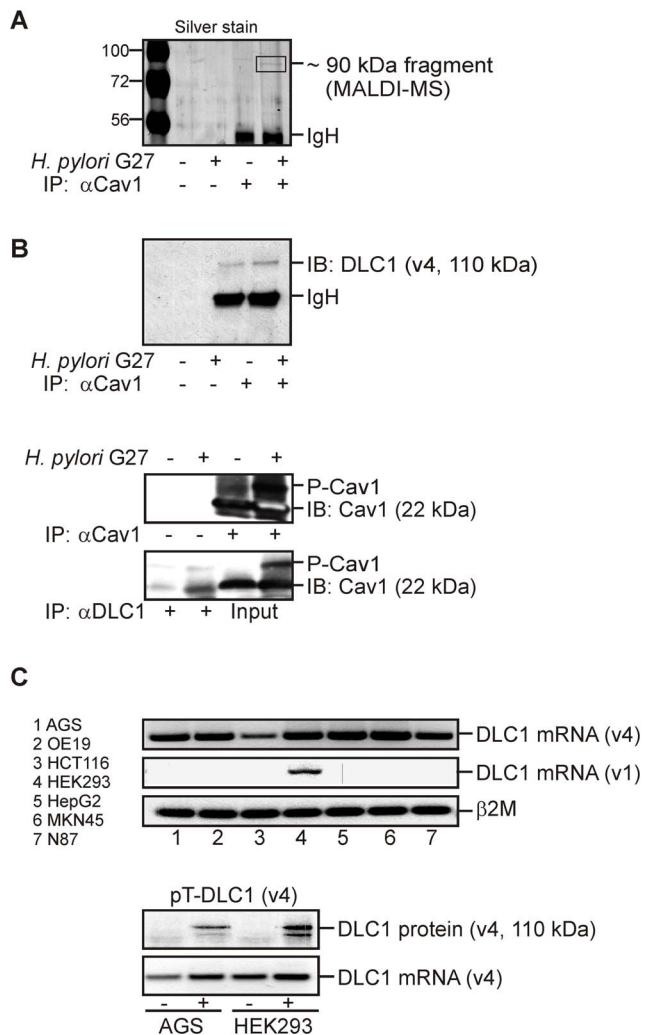 A
Silver stain
100
72
56
~ 90 kDa fragment
(MALDI-MS)
IgH
H. pylori G27 - + - +
IP: αCav1 - - + +
B
IB: DLC1 (v4, 110 kDa)
IgH
H. pylori G27 - + - +
IP: αCav1 - - + +
H. pylori G27 - + - +
P-Cav1
IB: Cav1 (22 kDa)
IP: αCav1 - - + +
P-Cav1
IB: Cav1 (22 kDa)
IP: αDLC1 + + Input
C
1 AGS
2 OE19
3 HCT116
4 HEK293
5 HepG2
6 MKN45
7 N87
DLC1 mRNA (v4)
DLC1 mRNA (v1)
β2M
1 2 3 4 5 6 7
pT-DLC1 (v4)
DLC1 protein (v4, 110 kDa)
DLC1 mRNA (v4)
- + - +
AGS HEK293